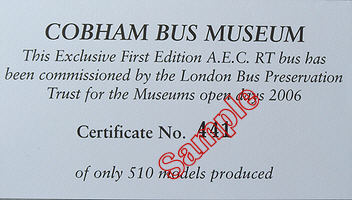 COBHAM BUS MUSEUM
This Exclusive First Edition A.E.C. RT bus has
been commissioned by the London Bus Preservation
Trust for the Museums open days 2006
Certificate No. 441
Sample
of only 510 models produced